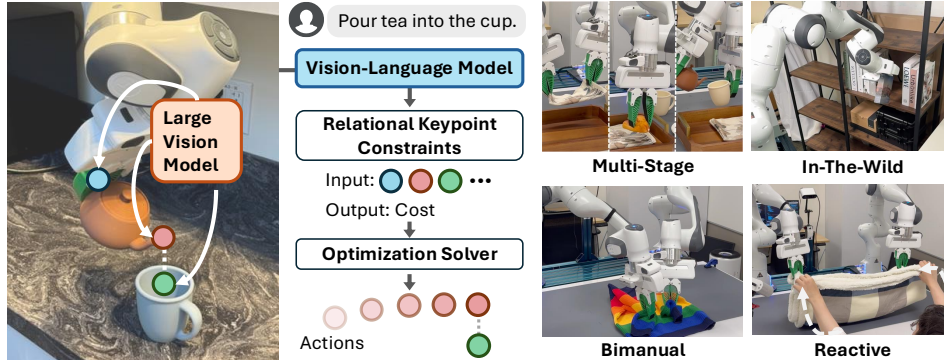 Large
Vision
Model
Pour tea into the cup.
Vision-Language Model
Relational Keypoint
Constraints
Input:
...
Output: Cost
Optimization Solver
Actions
Multi-Stage
In-The-Wild
Bimanual
Reactive